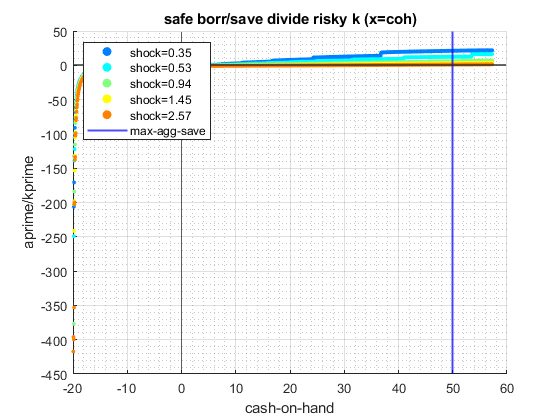 safe borr/save divide risky k (x=coh)
50
0
-50
-100
-150
-200
-250
-300
-350
-400
-450
aprime/kprime
shock=0.35
shock=0.53
shock=0.94
shock=1.45
shock=2.57
max-agg-save
-20
-10
0
10
20
30
40
50
60
cash-on-hand